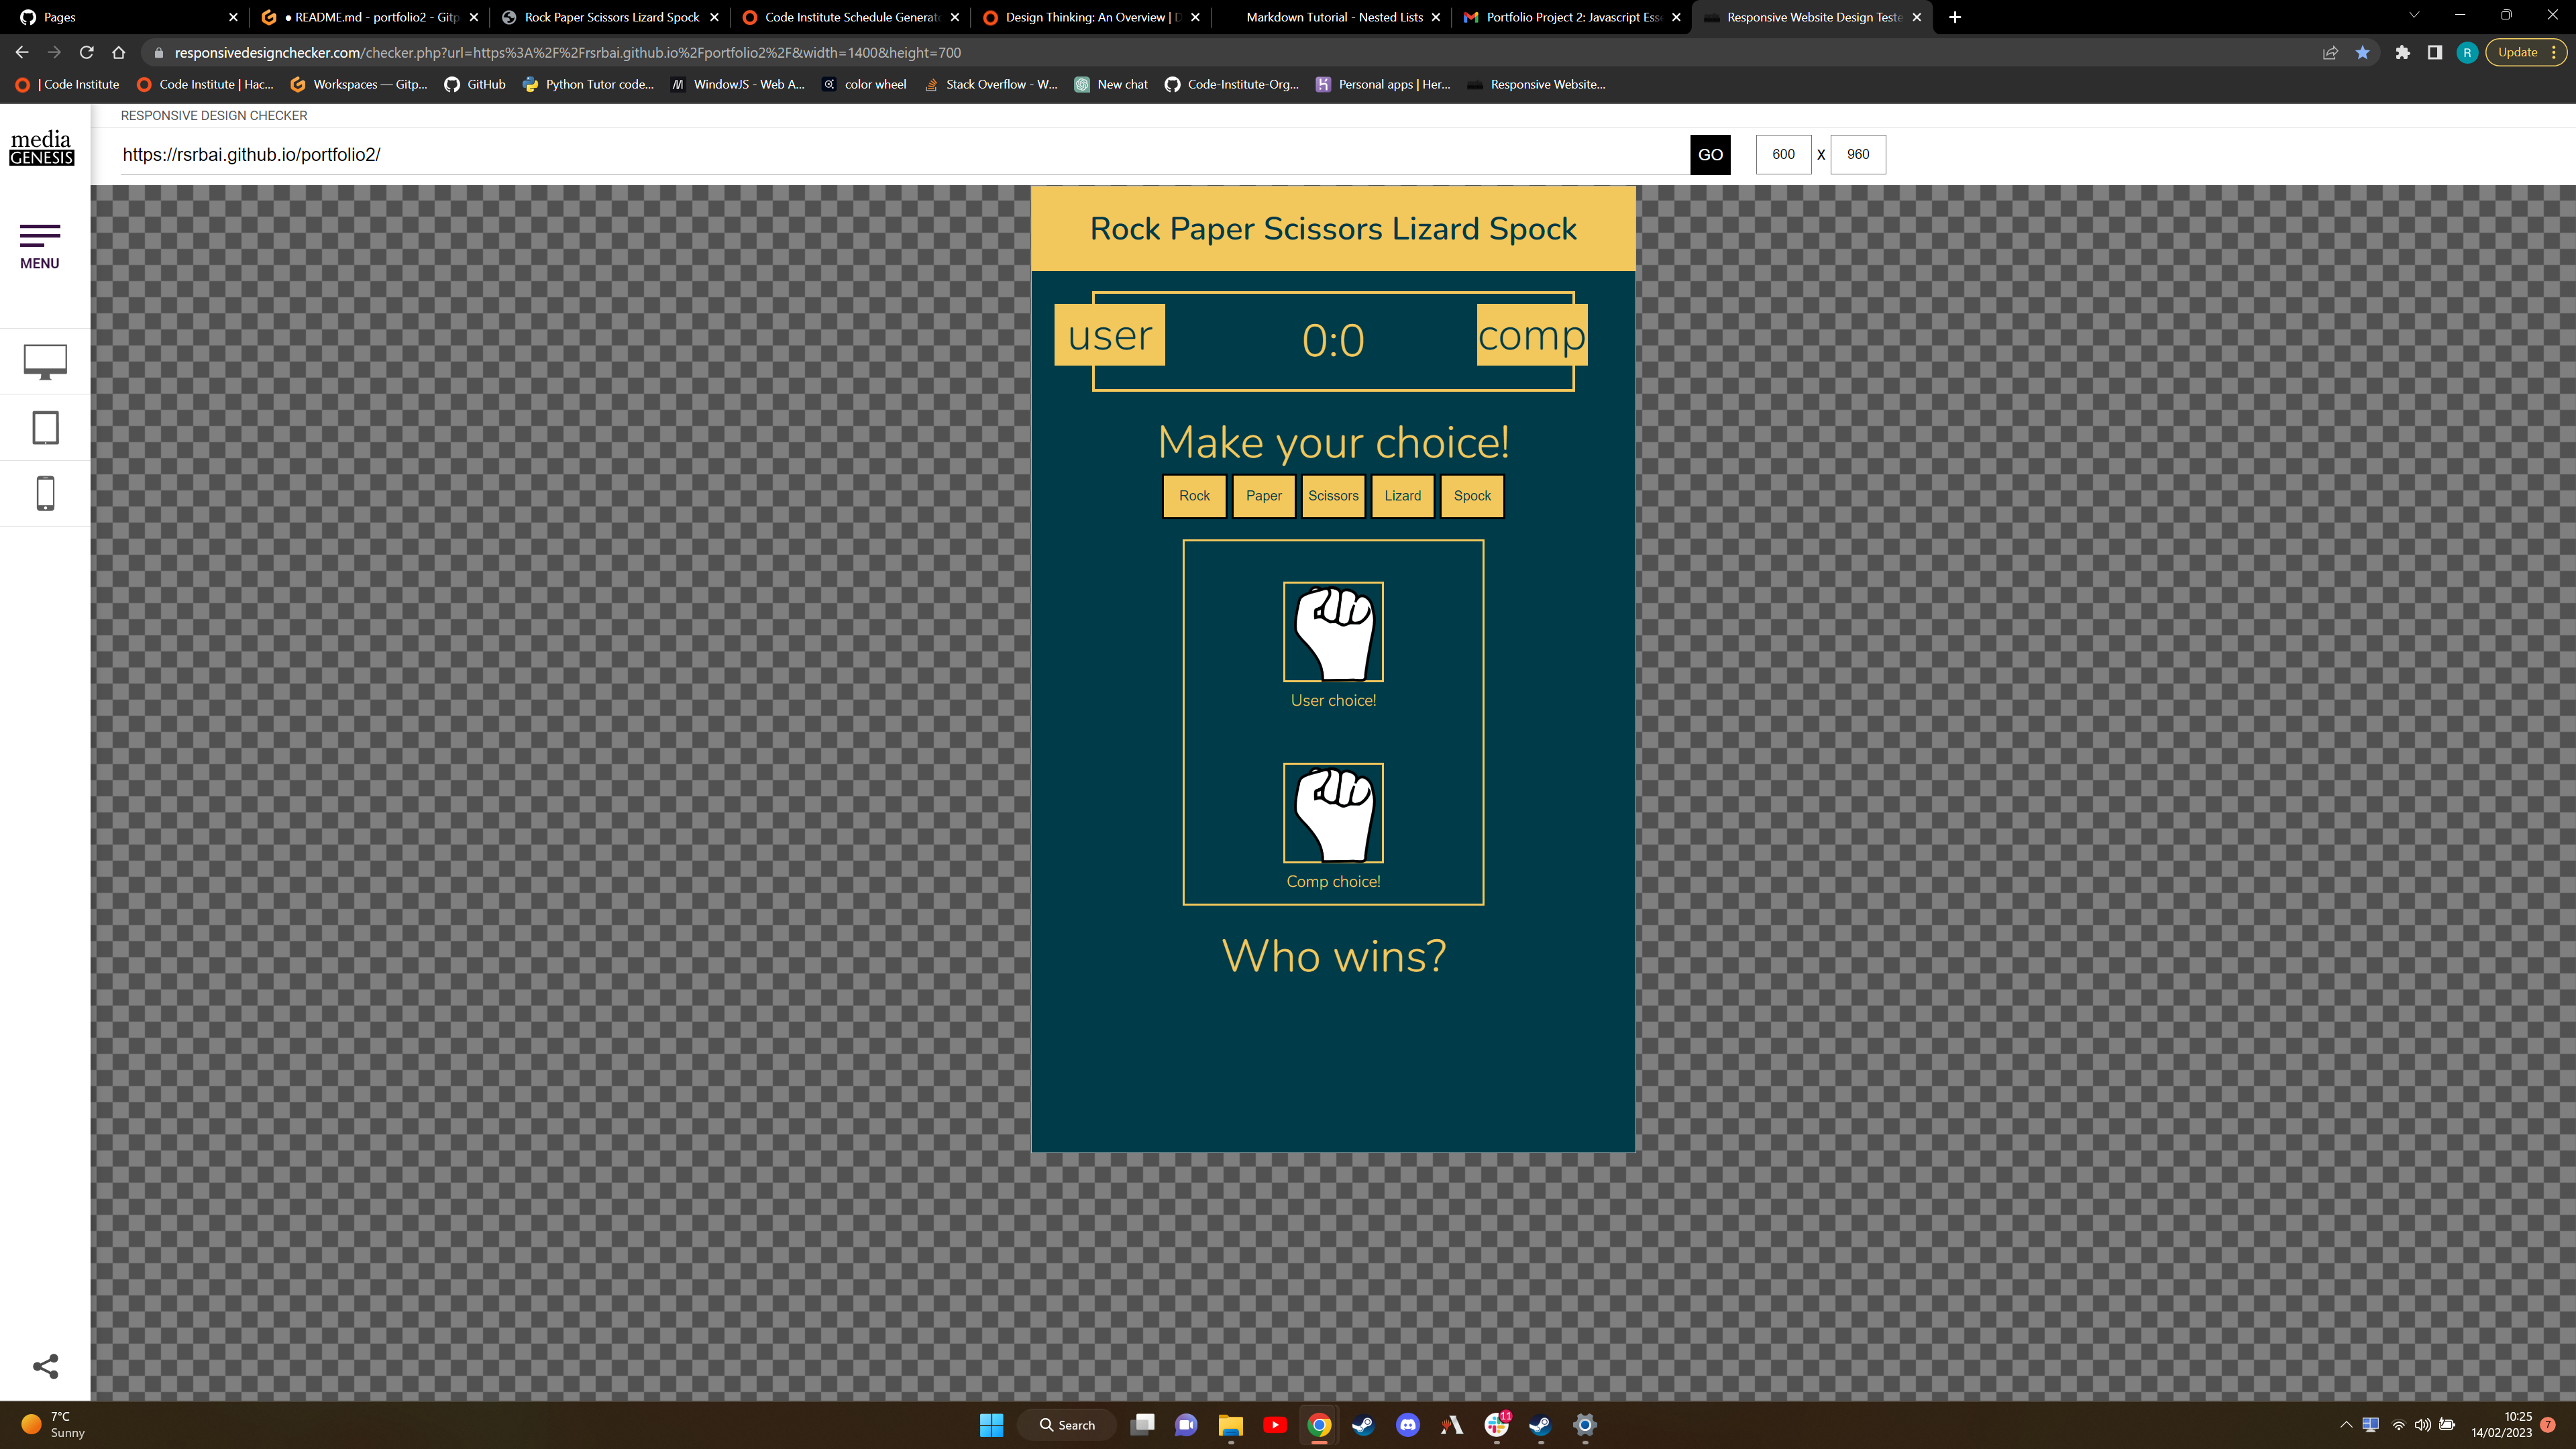 Pages
● README.md - portfolio2 - Gitp
Rock Paper Scissors Lizard Spock
Code Institute Schedule Generato
Design Thinking: An Overview | D
Markdown Tutorial - Nested Lists
Portfolio Project 2: Javascript Esse
Responsive Website Design Teste
responsivedesignchecker.com/checker.php?url=https%3A%2F%2Frsrbai.github.io%2Fportfolio2%2F&width=1400&height=700
R
Update
| Code Institute
Code Institute | Hac...
Workspaces — Gitp...
GitHub
Python Tutor code...
WindowJS - Web A...
color wheel
Stack Overflow - W...
New chat
Code-Institute-Org...
Personal apps | Her...
Responsive Website...
media
GENESIS
RESPONSIVE DESIGN CHECKER
https://rsrbai.github.io/portfolio2/
GO
600 X 960
MENU
Rock Paper Scissors Lizard Spock
user
0:0
comp
Make your choice!
Rock
Paper
Scissors
Lizard
Spock
User choice!
Comp choice!
Who wins?
7°C
Sunny
Search
11
10:25
14/02/2023
7